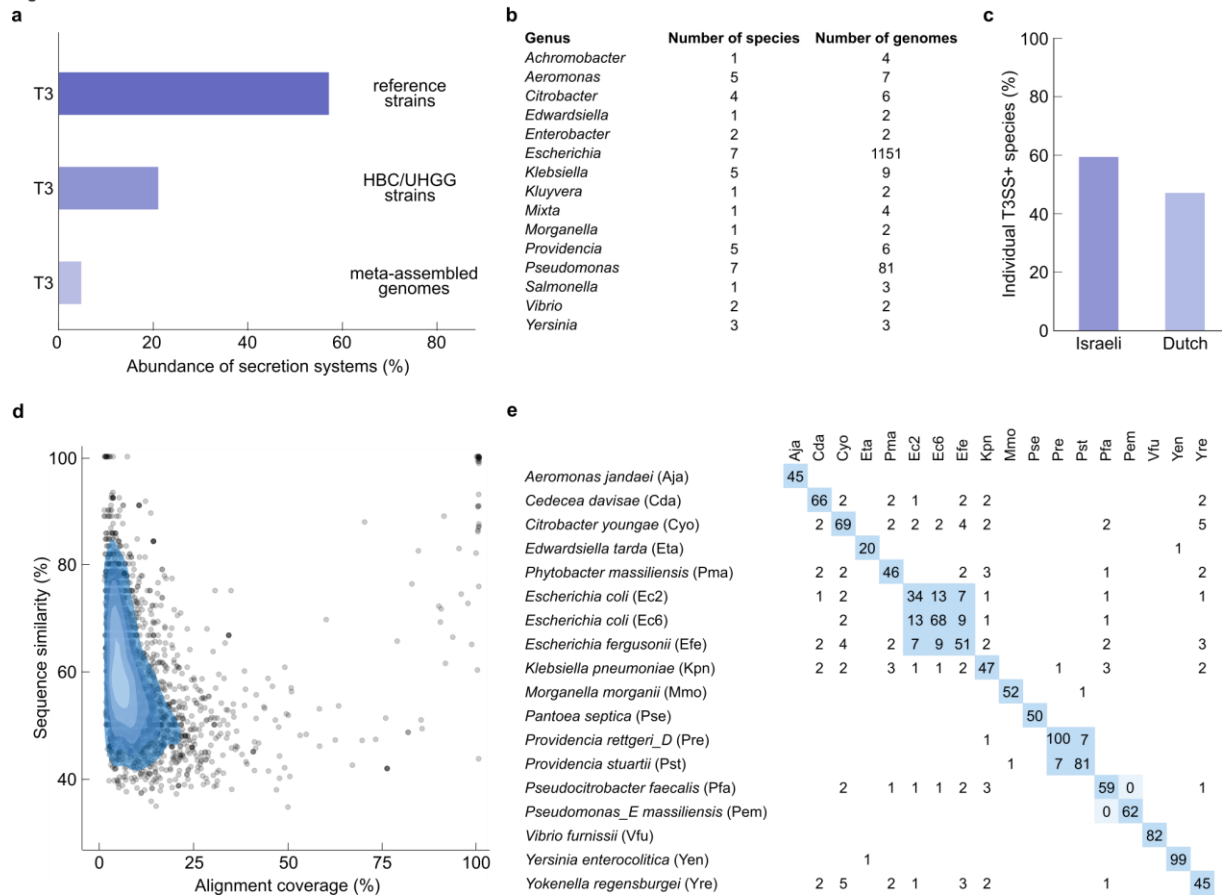 a
T3
reference
strains
T3
HBC/UHGG
strains
T3
meta-assembled
genomes
0 20 40 60 80
Abundance of secretion systems (%)
b
Genus Number of species Number of genomes
Achromobacter 1 4
Aeromonas 5 7
Citrobacter 4 6
Edwardsiella 1 2
Enterobacter 2 2
Escherichia 7 1151
Klebsiella 5 9
Kluyvera 1 2
Mixta 1 4
Morganella 1 2
Providencia 5 6
Pseudomonas 7 81
Salmonella 1 3
Vibrio 2 2
Yersinia 3 3
c
Individual T3SS+ species (%)
100
80
60
40
20
0
Israeli Dutch
d
Sequence similarity (%)
100
80
60
40
0 25 50 75 100
Alignment coverage (%)
e
Aja Cda Cyo Eta Pma Ec2 Ec6 Efe Kpn Mmo Pse Pre Pst Pfa Pem Vfu Yen Yre
Aeromonas jandaei (Aja) 45
Cedecea davisae (Cda) 66 2 2 1 2 2 2
Citrobacter youngae (Cyo) 2 69 2 2 2 4 2 2 5
Edwardsiella tarda (Eta) 20 1
Phytobacter massiliensis (Pma) 2 2 46 2 3 1 2
Escherichia coli (Ec2) 1 2 34 13 7 1 1 1
Escherichia coli (Ec6) 2 13 68 9 1 1
Escherichia fergusonii (Efe) 2 4 2 7 9 51 2 2 3
Klebsiella pneumoniae (Kpn) 2 2 3 1 1 2 47 1 3 2
Morganella morganii (Mmo) 52 1
Pantoea septica (Pse) 50
Providencia rettgeri_D (Pre) 1 100 7
Providencia stuartii (Pst) 1 7 81
Pseudocitrobacter faecalis (Pfa) 2 1 1 1 2 3 59 0 1
Pseudomonas_E massiliensis (Pem) 0 62
Vibrio furnissii (Vfu) 82
Yersinia enterocolitica (Yen) 1 99
Yokenella regensburgei (Yre) 2 5 2 1 3 2 1 45